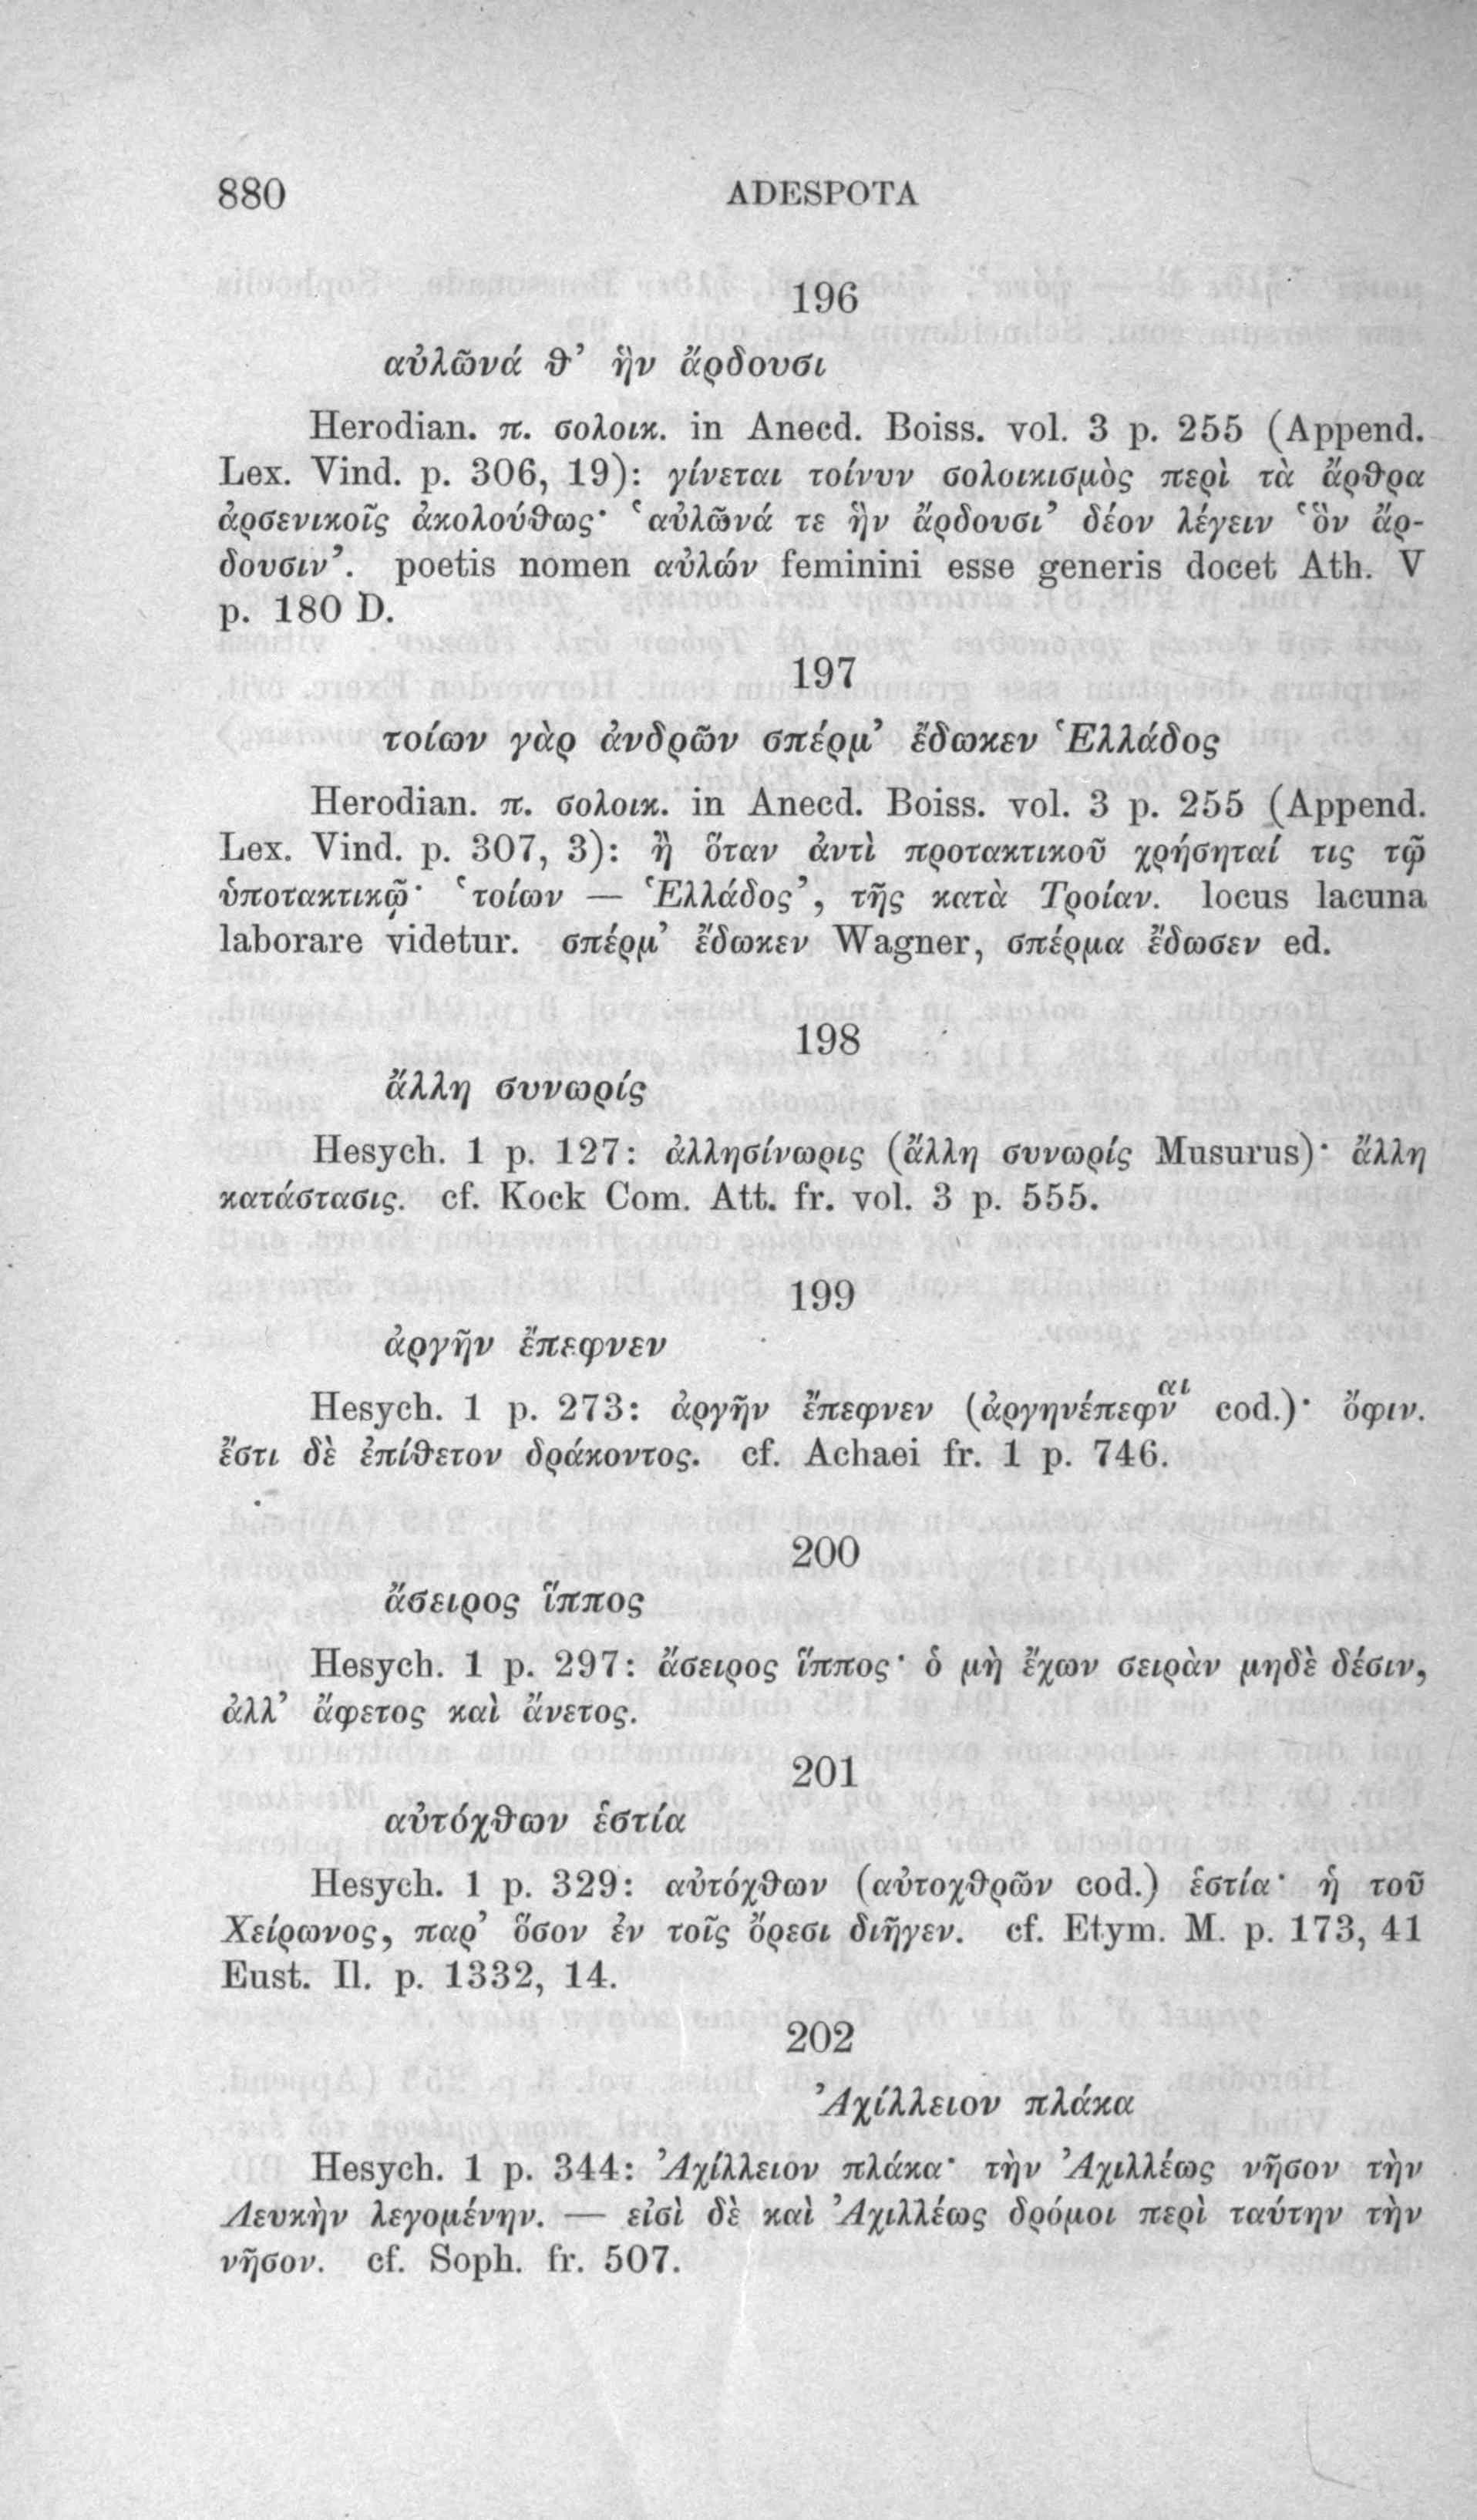 880 ADESPOTA
196
αὐλῶνά θ’ ἣν ἄρδουσι
Herodian. π. σολοικ. in Anecd. Boiss. vol. 3 p. 255 (Append.
Lex. Vind. p. 306, 19): γίνεται τοίνυν σολοικισμὸς περὶ τὰ ἄρθρα
ἀρσενικοῖς ἀκολούθως· ‘αὐλῶνά τε ἣν ἄρδουσι’ δέον λέγειν ‘ὃν ἄρ-
δουσιν’. poetis nomen αὐλών feminini esse generis docet Ath. V
p. 180 D.
197
τοίων γὰρ ἀνδρῶν σπέρμ’ ἔδωκεν Ἑλλάδος
Herodian. π. σολοικ. in Anecd. Boiss. vol. 3 p. 255 (Append.
Lex. Vind. p. 307, 3): ἢ ὅταν ἀντὶ προτακτικοῦ χρήσηταί τις τῷ
ὑποτακτικῷ· ‘τοίων — Ἑλλάδος’, τῆς κατὰ Τροίαν. locus lacuna
laborare videtur. σπέρμ’ ἔδωκεν Wagner, σπέρμα ἔδωσεν ed.
198
ἄλλη συνωρίς
Hesych. 1 p. 127: ἀλλησίνωρις (ἄλλη συνωρίς Musurus)· ἄλλη
κατάστασις. cf. Kock Com. Att. fr. vol. 3 p. 555.
199
ἀργῆν ἔπεφνεν
Hesych. 1 p. 273: ἀργῆν ἔπεφνεν (ἀργηνέπεφν^αι cod.)· ὄφιν.
ἔστι δὲ ἐπίθετον δράκοντος. cf. Achaei fr. 1 p. 746.
200
ἄσειρος ἵππος
Hesych. 1 p. 297: ἄσειρος ἵππος· ὁ μὴ ἔχων σειρὰν μηδὲ δέσιν,
ἀλλ’ ἄφετος καὶ ἄνετος.
201
αὐτόχθων ἑστία
Hesych. 1 p. 329: αὐτόχθων (αὐτοχθρῶν cod.) ἑστία· ἡ τοῦ
Χείρωνος, παρ’ ὅσον ἐν τοῖς ὄρεσι διῆγεν. cf. Etym. M. p. 173, 41
Eust. Il. p. 1332, 14.
202
Ἀχίλλειον πλάκα
Hesych. 1 p. 344: Ἀχίλλειον πλάκα· τὴν Ἀχιλλέως νῆσον τὴν
Λευκὴν λεγομένην. — εἰσὶ δὲ καὶ Ἀχιλλέως δρόμοι περὶ ταύτην τὴν
νῆσον. cf. Soph. fr. 507.